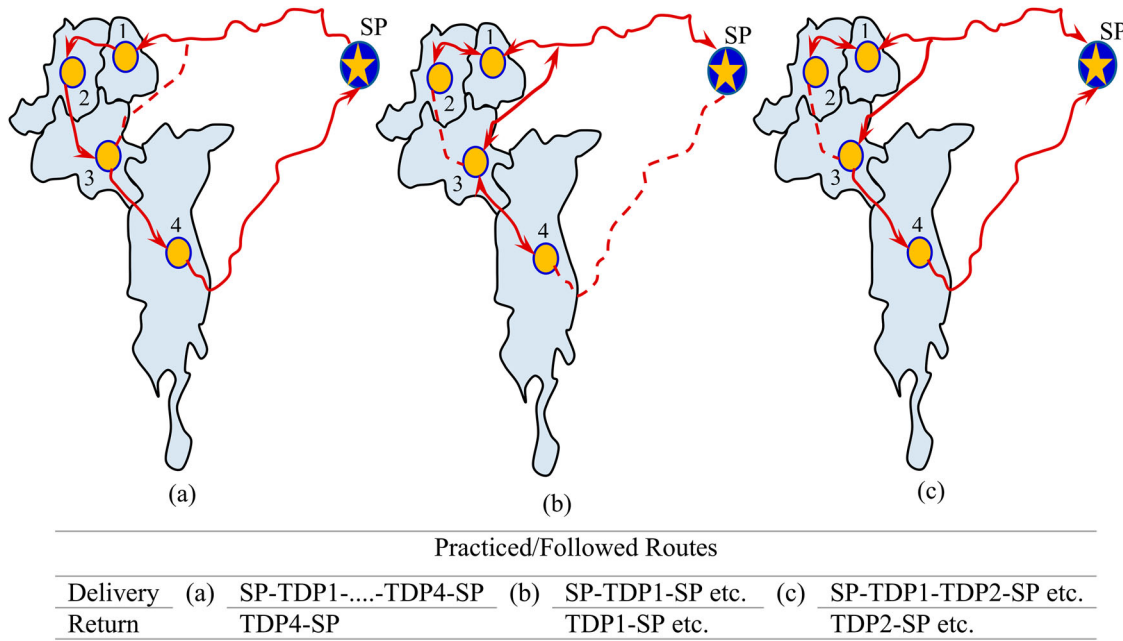 SP
1
2
3
4
SP
1
2
3
4
SP
1
2
3
4
(a)
(b)
(c)
Practiced/Followed Routes
Delivery (a) SP-TDP1-....-TDP4-SP (b) SP-TDP1-SP etc. (c) SP-TDP1-TDP2-SP etc.
Return TDP4-SP TDP1-SP etc. TDP2-SP etc.